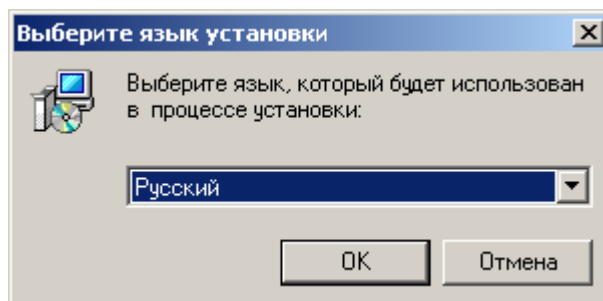 Выберите язык установки
Выберите язык, который будет использован
в процессе установки:
Русский
OK
Отмена